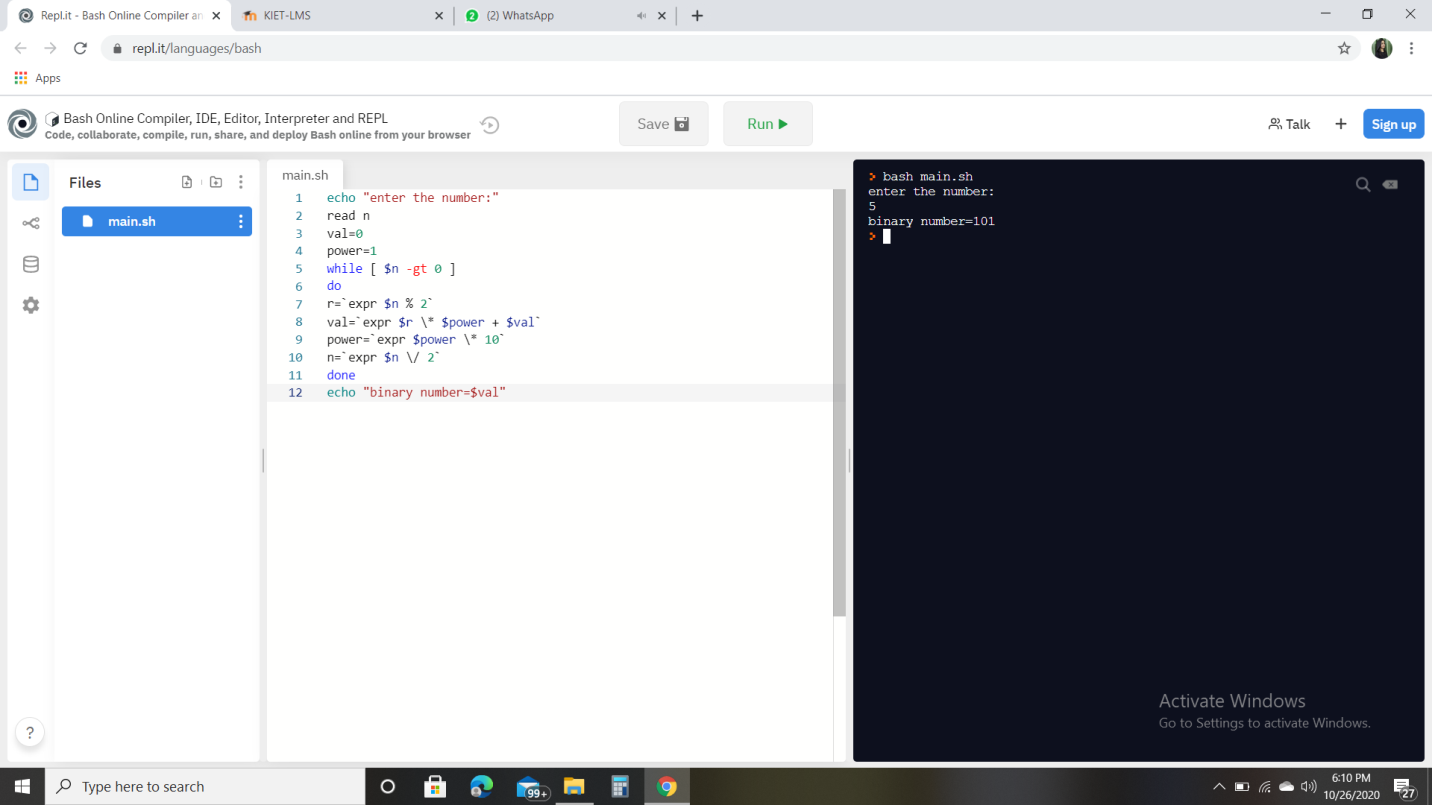 Repl.it - Bash Online Compiler an
KIET-LMS
(2) WhatsApp
repl.it/languages/bash
Apps
Bash Online Compiler, IDE, Editor, Interpreter and REPL
Code, collaborate, compile, run, share, and deploy Bash online from your browser
Save
Run
Talk
Sign up
Files
main.sh
main.sh
1 echo "enter the number:"
2 read n
3 val=0
4 power=1
5 while [ $n -gt 0 ]
6 do
7 r=`expr $n % 2`
8 val=`expr $r \* $power + $val`
9 power=`expr $power \* 10`
10 n=`expr $n \/ 2`
11 done
12 echo "binary number=$val"
> bash main.sh
enter the number:
5
binary number=101
>
Activate Windows
Go to Settings to activate Windows.
?
Type here to search
99+
6:10 PM
10/26/2020
27